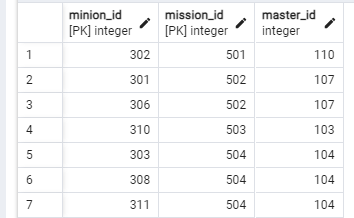 minion_id mission_id master_id
[PK] integer [PK] integer integer
1 302 501 110
2 301 502 107
3 306 502 107
4 310 503 103
5 303 504 104
6 308 504 104
7 311 504 104